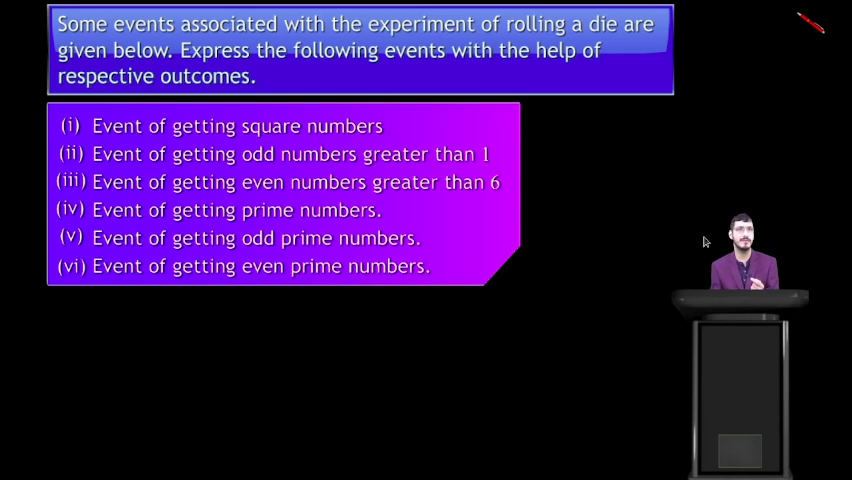 Some events associated with the experiment of rolling a die are
given below. Express the following events with the help of
respective outcomes.
(i) Event of getting square numbers
(ii) Event of getting odd numbers greater than 1
(iii) Event of getting even numbers greater than 6
(iv) Event of getting prime numbers.
(v) Event of getting odd prime numbers.
(vi) Event of getting even prime numbers.